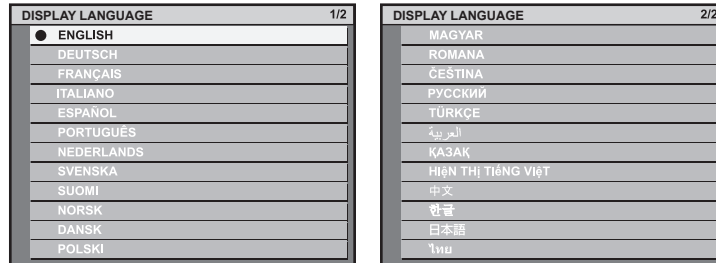 DISPLAY LANGUAGE 1/2
ENGLISH
DEUTSCH
FRANÇAIS
ITALIANO
ESPAÑOL
PORTUGUÊS
NEDERLANDS
SVENSKA
SUOMI
NORSK
DANSK
POLSKI
DISPLAY LANGUAGE 2/2
MAGYAR
ROMANA
ČEŠTINA
РУССКИЙ
TÜRKÇE
العربية
ҚАЗАҚ
HIỆN THỊ TIẾNG VIỆT
中文
한글
日本語
ไทย